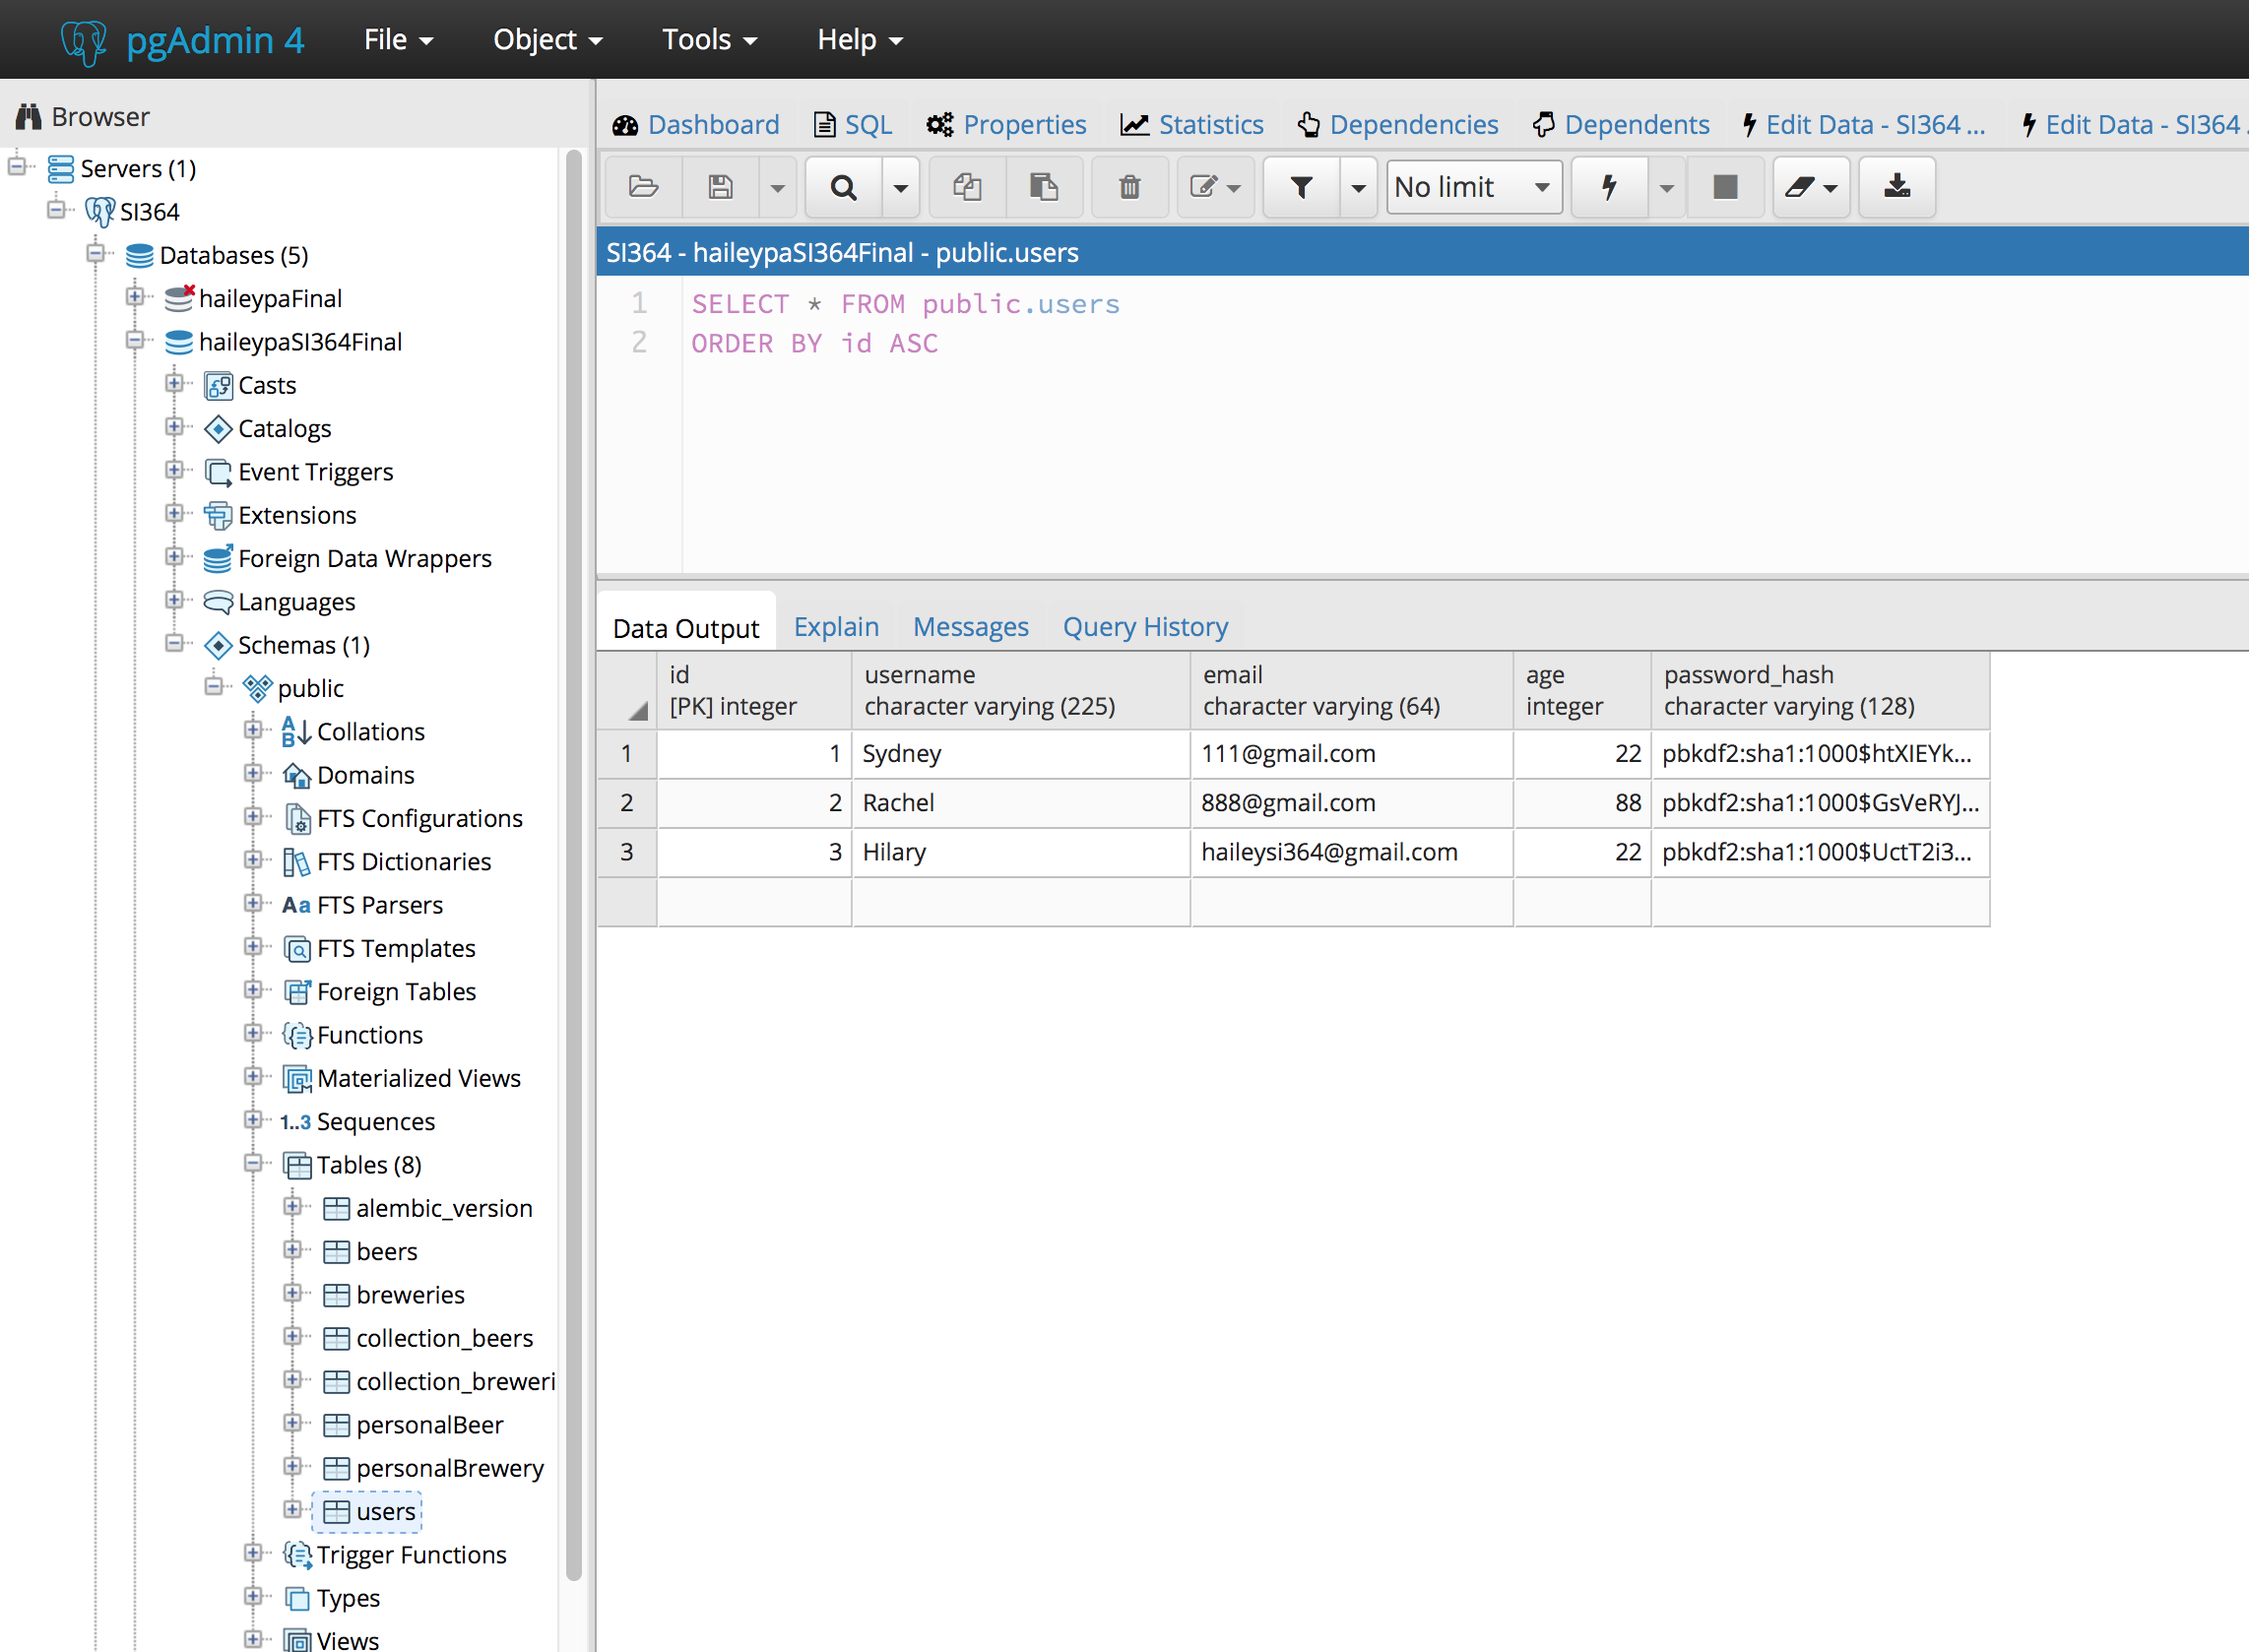 pgAdmin 4 File Object Tools Help
Browser
Servers (1)
SI364
Databases (5)
haileypaFinal
haileypaSI364Final
Casts
Catalogs
Event Triggers
Extensions
Foreign Data Wrappers
Languages
Schemas (1)
public
Collations
Domains
FTS Configurations
FTS Dictionaries
Aa FTS Parsers
FTS Templates
Foreign Tables
Functions
Materialized Views
1..3 Sequences
Tables (8)
alembic_version
beers
breweries
collection_beers
collection_breweri
personalBeer
personalBrewery
users
Trigger Functions
Types
Views
Dashboard SQL Properties Statistics Dependencies Dependents Edit Data - SI364 ... Edit Data - SI364 .
No limit
SI364 - haileypaSI364Final - public.users
1 SELECT * FROM public.users
2 ORDER BY id ASC
Data Output Explain Messages Query History
id username email age password_hash
[PK] integer character varying (225) character varying (64) integer character varying (128)
1 1 Sydney 111@gmail.com 22 pbkdf2:sha1:1000$htXIEYk...
2 2 Rachel 888@gmail.com 88 pbkdf2:sha1:1000$GsVeRYJ...
3 3 Hilary haileysi364@gmail.com 22 pbkdf2:sha1:1000$UctT2i3...